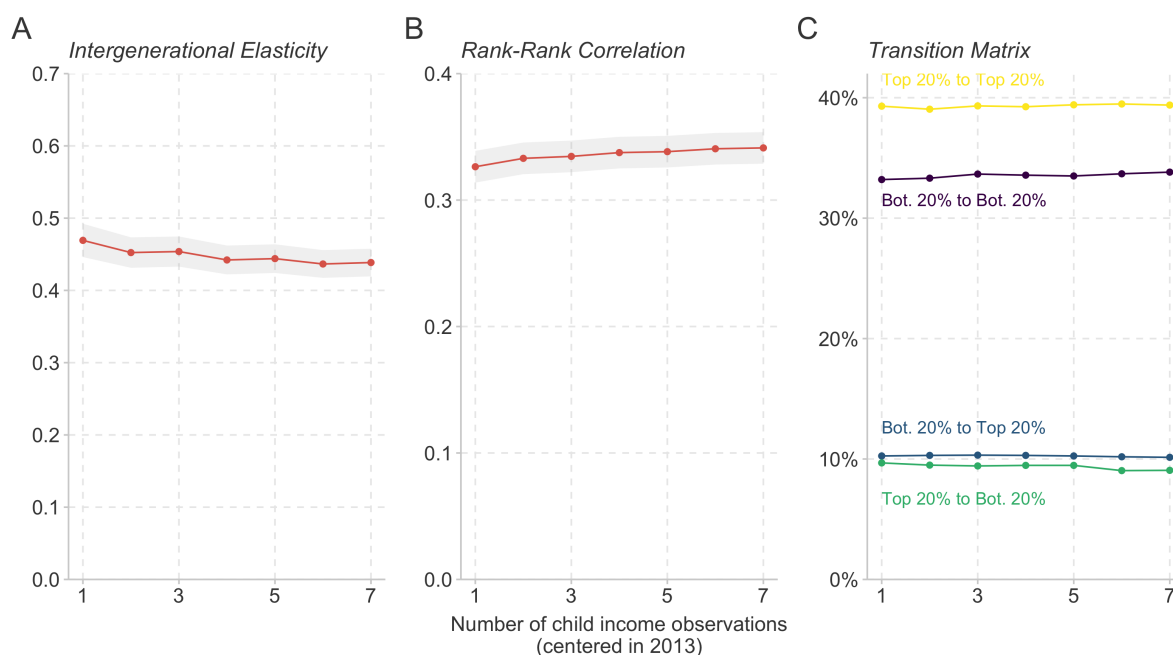 A
Intergenerational Elasticity
0.7
0.6
0.5
0.4
0.3
0.2
0.1
0.0
1 3 5 7
B
Rank-Rank Correlation
0.4
0.3
0.2
0.1
0.0
1 3 5 7
Number of child income observations
(centered in 2013)
C
Transition Matrix
Top 20% to Top 20%
40%
Bot. 20% to Bot. 20%
30%
20%
Bot. 20% to Top 20%
10%
Top 20% to Bot. 20%
0%
1 3 5 7